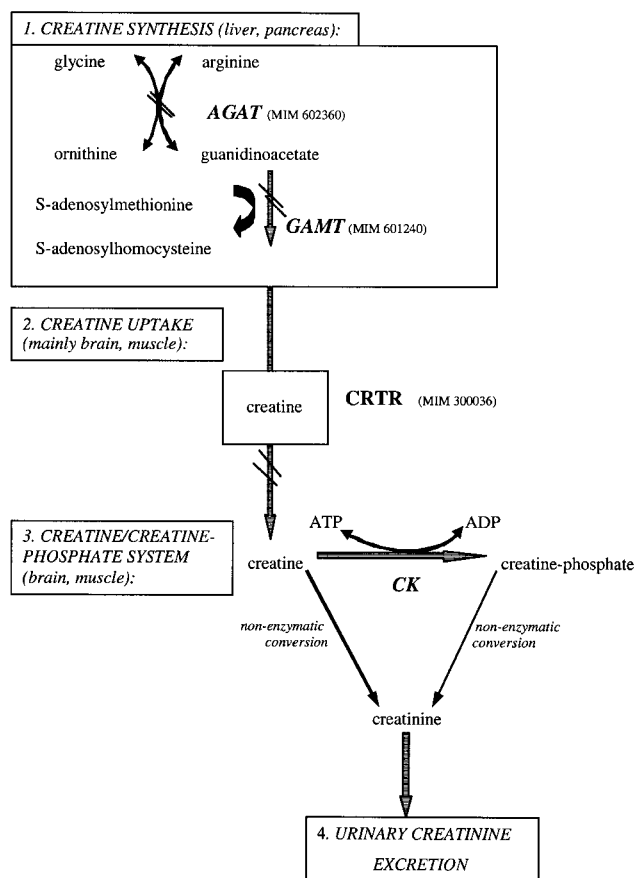 1. CREATINE SYNTHESIS (liver, pancreas):
glycine arginine
AGAT (MIM 602360)
ornithine guanidinoacetate
S-adenosylmethionine
GAMT (MIM 601240)
S-adenosylhomocysteine
2. CREATINE UPTAKE
(mainly brain, muscle):
creatine CRTR (MIM 300036)
3. CREATINE/CREATINE-
PHOSPHATE SYSTEM
(brain, muscle):
ATP ADP
creatine creatine-phosphate
CK
non-enzymatic
conversion
non-enzymatic
conversion
creatinine
4. URINARY CREATININE
EXCRETION